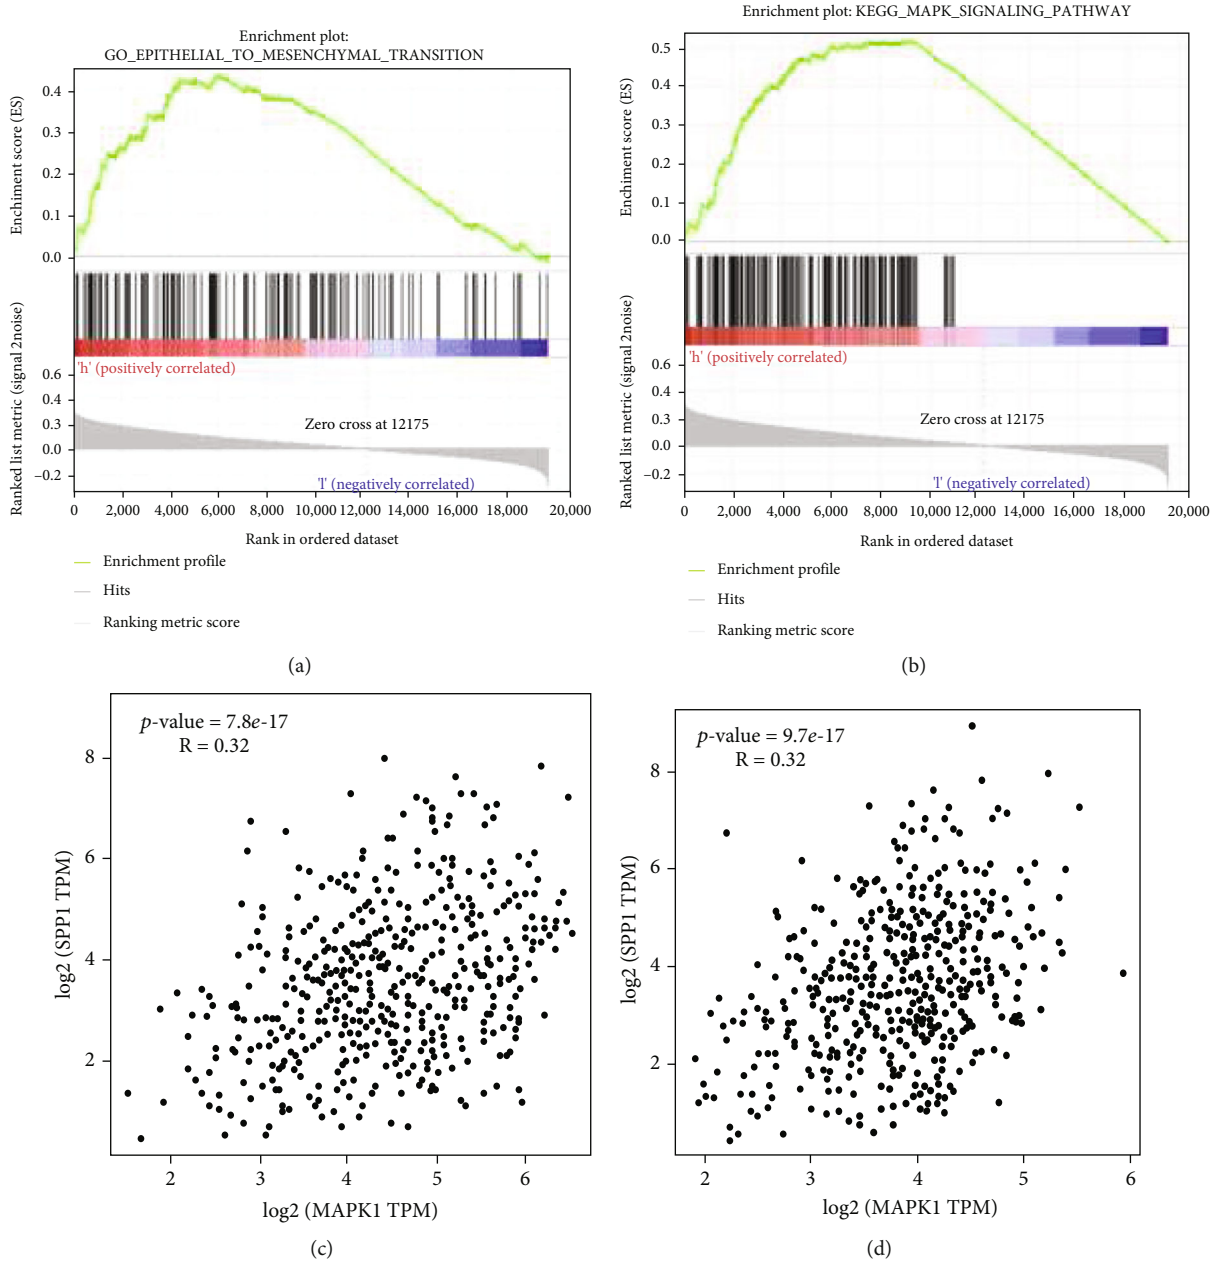 Enrichment plot:
GO_EPITHELIAL_TO_MESENCHYMAL_TRANSITION
Enchiment score (ES)
0.4
0.3
0.2
0.1
0.0
'h' (positively correlated)
Ranked list metric (signal 2noise)
0.6
0.4
0.3
0.0
−0.2
Zero cross at 12175
'l' (negatively correlated)
0 2,000 4,000 6,000 8,000 10,000 12,000 14,000 16,000 20,000
Rank in ordered dataset
Enrichment profile
Hits
Ranking metric score
(a)
Enrichment plot: KEGG_MAPK_SIGNALING_PATHWAY
Enchiment score (ES)
0.5
0.4
0.3
0.2
0.1
0.0
'h' (positively correlated)
Ranked list metric (signal 2noise)
0.6
0.4
0.3
0.0
−0.2
Zero cross at 12175
'l' (negatively correlated)
0 2,000 4,000 6,000 8,000 10,000 12,000 14,000 16,000 20,000
Rank in ordered dataset
Enrichment profile
Hits
Ranking metric score
(b)
p-value = 7.8e-17
R = 0.32
log2 (SPP1 TPM)
8
6
4
2
2 3 4 5 6
log2 (MAPK1 TPM)
(c)
p-value = 9.7e-17
R = 0.32
log2 (SPP1 TPM)
8
6
4
2
2 3 4 5 6
log2 (MAPK1 TPM)
(d)